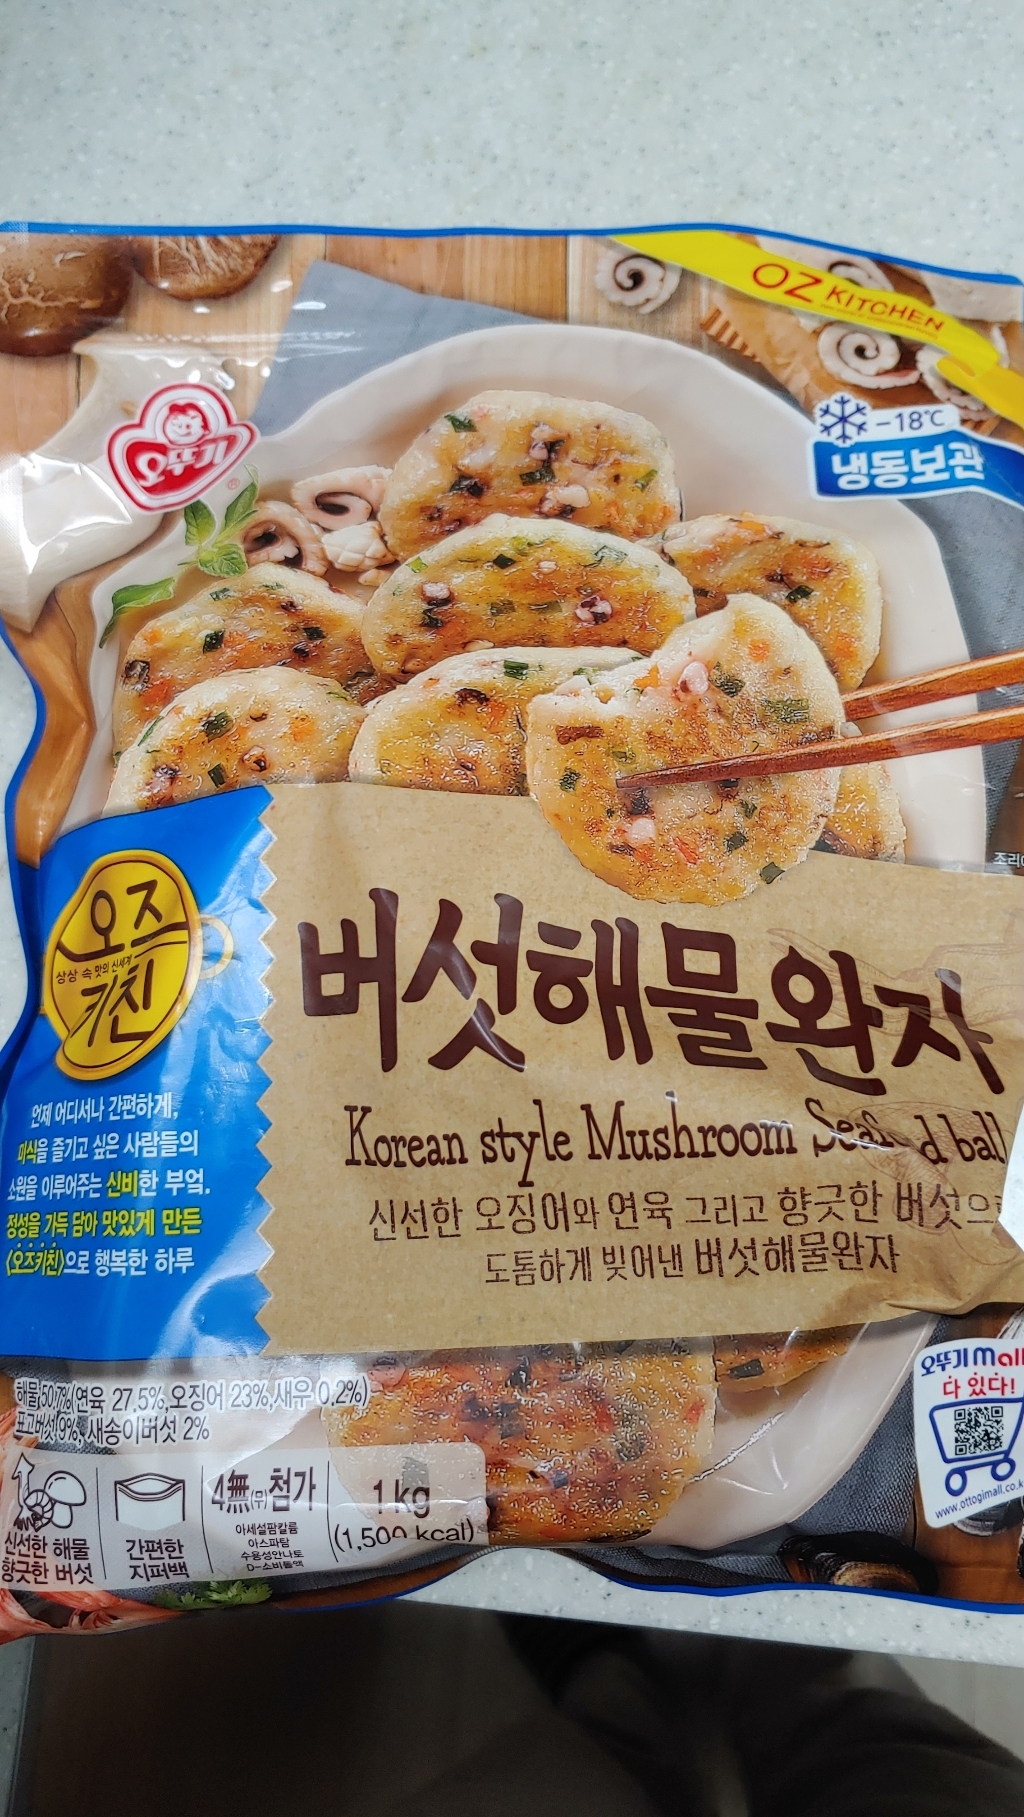 OZ KITCHEN
오뚜기
-18℃
냉동보관
오즈
상상 속 맛의 신세계
키친
버섯해물완자
Korean style Mushroom ball
신선한 오징어와 연육 그리고 향긋한 버섯으
도톰하게 빚어낸 버섯해물완자
언제 어디서나 간편하게,
미식을 즐기고 싶은 사람들의
소원을 이루어주는 신비한 부엌.
정성을 가득 담아 맛있게 만든
<오즈키친>으로 행복한 하루
오뚜기 mall
다 있다!
www.ottogimall.co.k
해물50.7%(연육 27.5%,오징어 23%,새우 0.2%)
표고버섯 9%, 새송이버섯 2%
신선한 해물
향긋한 버섯
간편한
지퍼백
4無(무)첨가
아세설팜칼륨
아스파탐
수용성안나토
D-소비톨액
1 kg
(1,500 kcal)